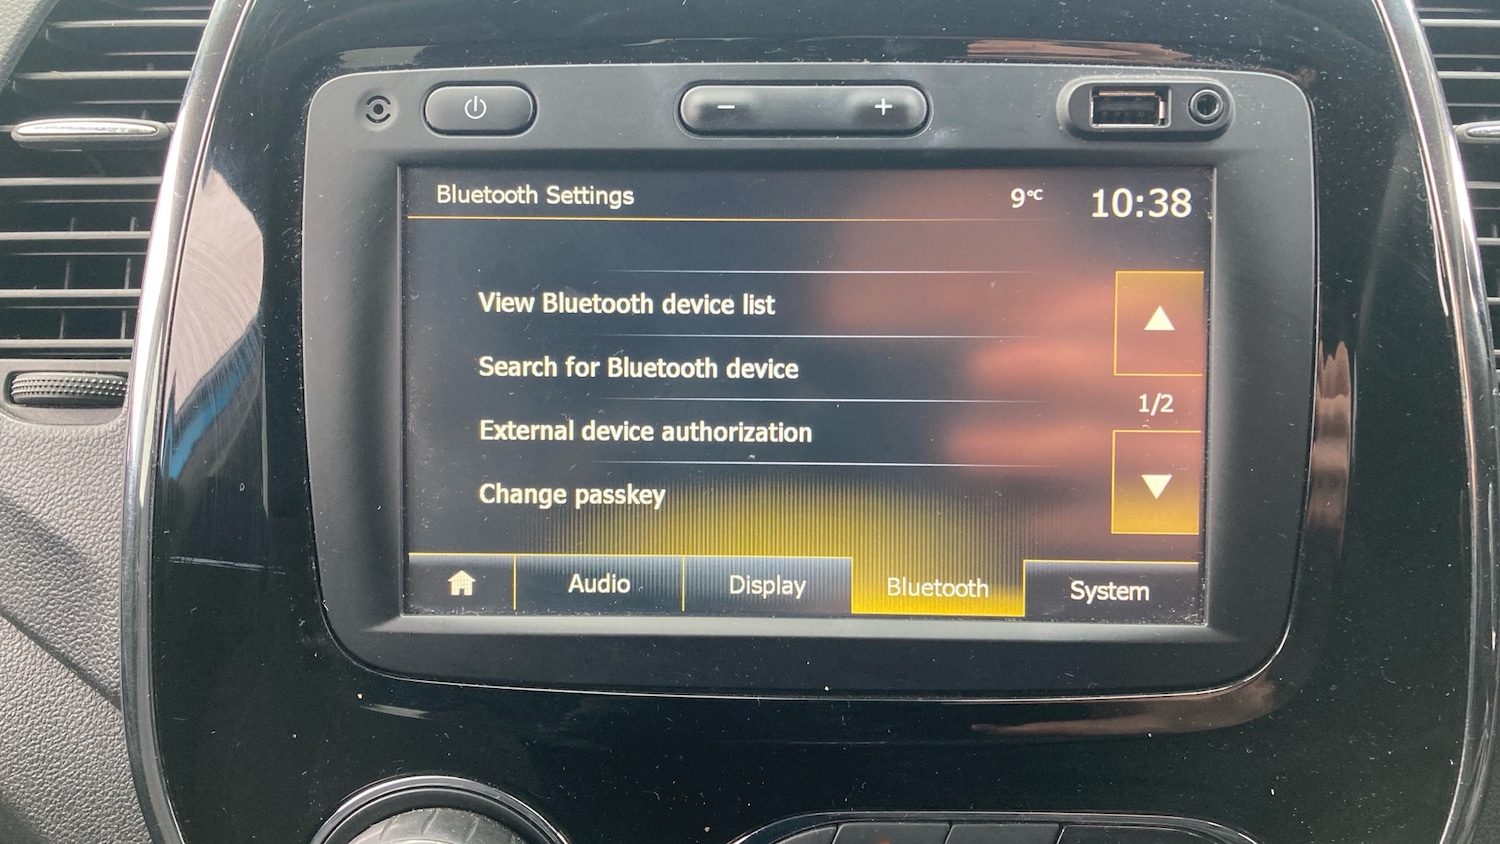 − +
Bluetooth Settings 9°C 10:38
View Bluetooth device list
Search for Bluetooth device
External device authorization
Change passkey
1/2
Audio Display Bluetooth System